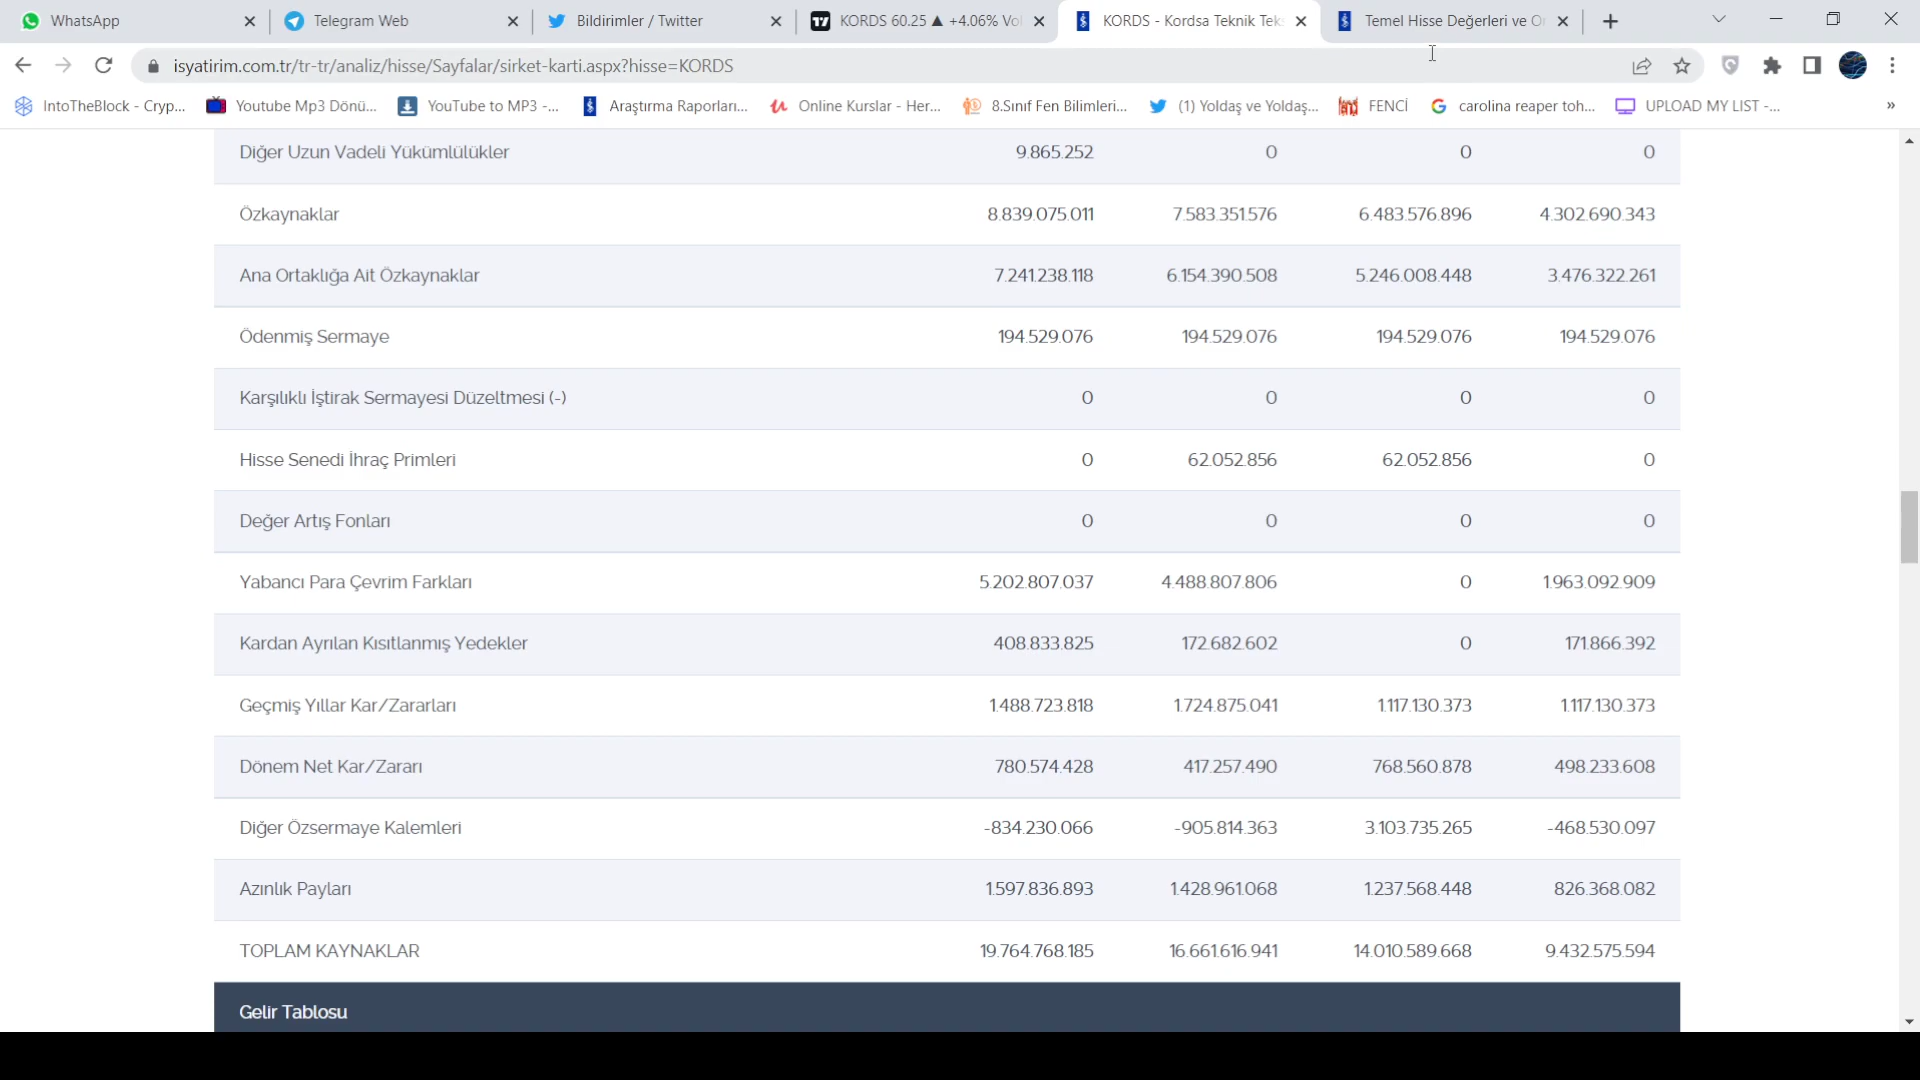 WhatsApp
Telegram Web
Bildirimler / Twitter
KORDS 60.25 ▲ +4.06% Vol
KORDS - Kordsa Teknik Teks
Temel Hisse Değerleri ve Or
isyatirim.com.tr/tr-tr/analiz/hisse/Sayfalar/sirket-karti.aspx?hisse=KORDS
IntoTheBlock - Cryp...
Youtube Mp3 Dönü...
YouTube to MP3 -...
Araştırma Raporları...
Online Kurslar - Her...
8.Sınıf Fen Bilimleri...
(1) Yoldaş ve Yoldaş...
FENCİ
carolina reaper toh...
UPLOAD MY LIST -...
»
Diğer Uzun Vadeli Yükümlülükler 9.865.252 0 0 0
Özkaynaklar 8.839.075.011 7.583.351.576 6.483.576.896 4.302.690.343
Ana Ortaklığa Ait Özkaynaklar 7.241.238.118 6.154.390.508 5.246.008.448 3.476.322.261
Ödenmiş Sermaye 194.529.076 194.529.076 194.529.076 194.529.076
Karşılıklı İştirak Sermayesi Düzeltmesi (-) 0 0 0 0
Hisse Senedi İhraç Primleri 0 62.052.856 62.052.856 0
Değer Artış Fonları 0 0 0 0
Yabancı Para Çevrim Farkları 5.202.807.037 4.488.807.806 0 1.963.092.909
Kardan Ayrılan Kısıtlanmış Yedekler 408.833.825 172.682.602 0 171.866.392
Geçmiş Yıllar Kar/Zararları 1.488.723.818 1.724.875.041 1.117.130.373 1.117.130.373
Dönem Net Kar/Zararı 780.574.428 417.257.490 768.560.878 498.233.608
Diğer Özsermaye Kalemleri -834.230.066 -905.814.363 3.103.735.265 -468.530.097
Azınlık Payları 1.597.836.893 1.428.961.068 1.237.568.448 826.368.082
TOPLAM KAYNAKLAR 19.764.768.185 16.661.616.941 14.010.589.668 9.432.575.594
Gelir Tablosu